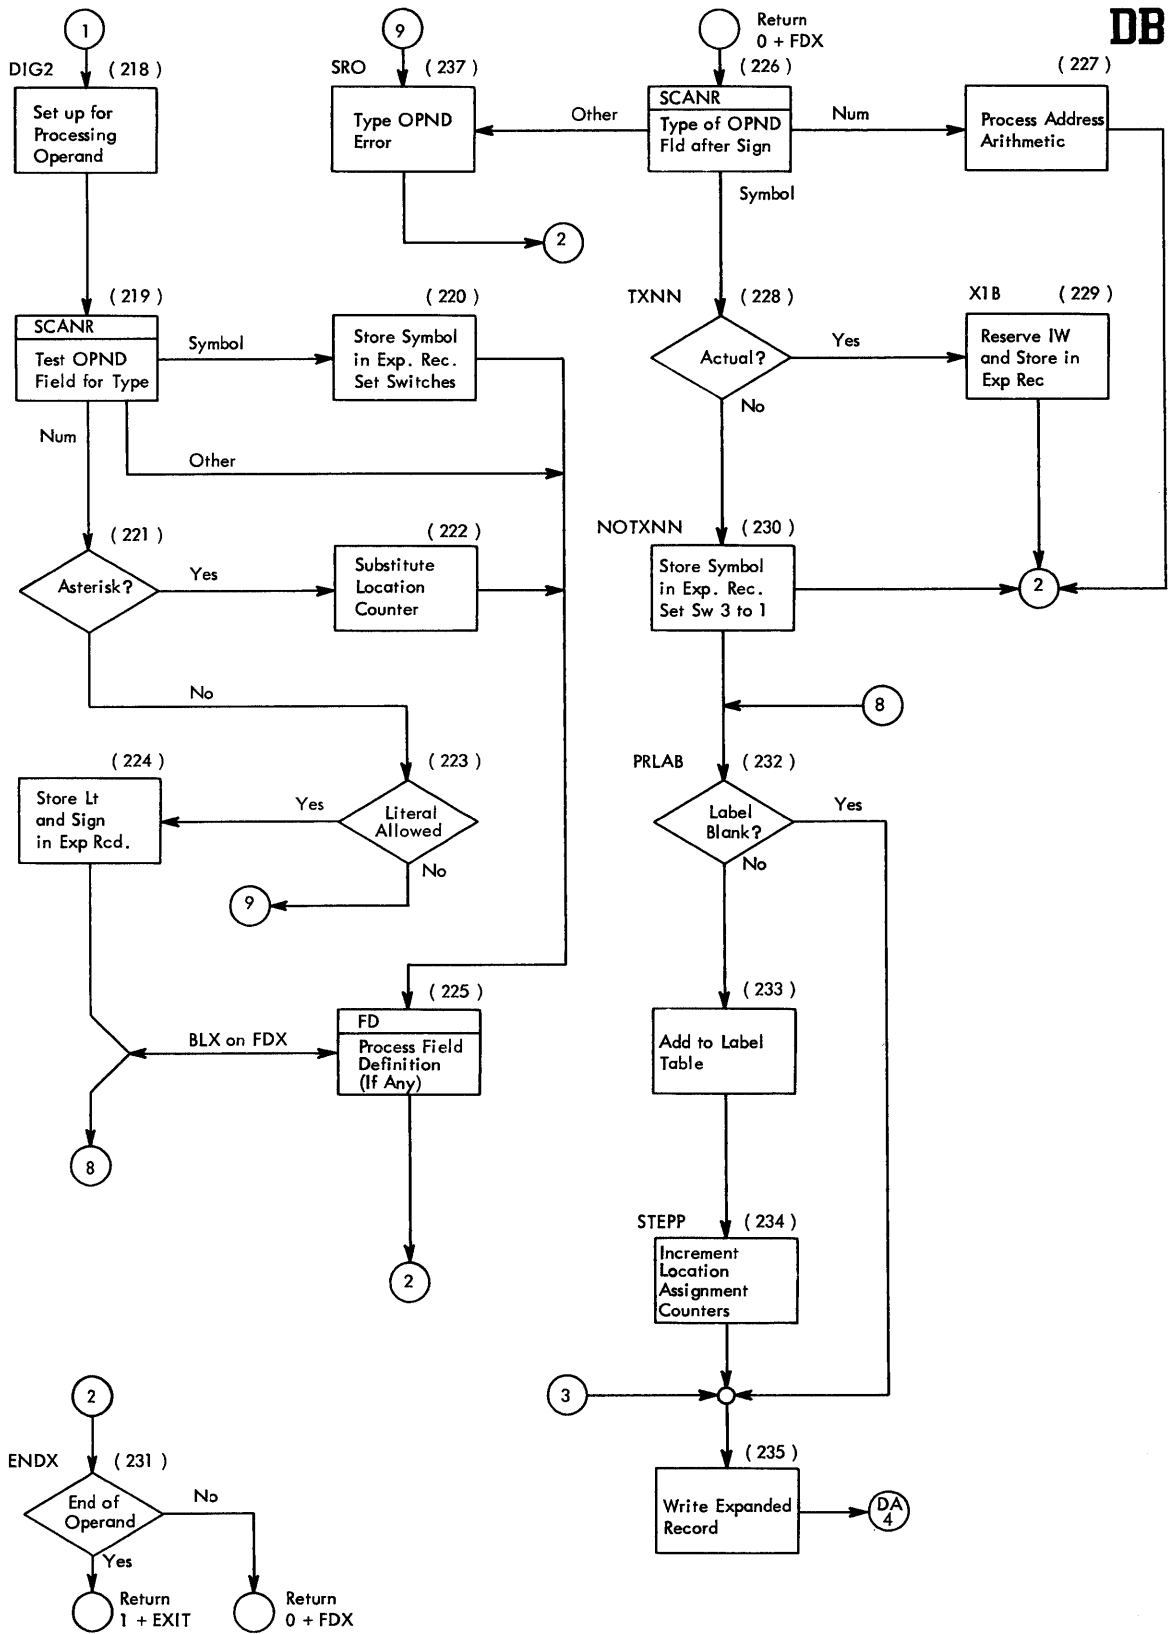 DB
1
DIG2 (218)
Set up for
Processing
Operand
9
SRO (237)
Type OPND
Error
2
Return
0 + FDX
(226)
SCANR
Type of OPND
Fld after Sign
Other
Num
Symbol
(227)
Process Address
Arithmetic
(219)
SCANR
Test OPND
Field for Type
Symbol
Num
Other
(220)
Store Symbol
in Exp. Rec.
Set Switches
TXNN (228)
Actual?
Yes
No
X1B (229)
Reserve IW
and Store in
Exp Rec
(221)
Asterisk?
Yes
No
(222)
Substitute
Location
Counter
NOTXNN (230)
Store Symbol
in Exp. Rec.
Set Sw 3 to 1
2
8
(224)
Store Lt
and Sign
in Exp Rcd.
(223)
Literal
Allowed
Yes
No
9
PRLAB (232)
Label
Blank?
Yes
No
(225)
FD
Process Field
Definition
(If Any)
BLX on FDX
8
2
(233)
Add to Label
Table
STEPP (234)
Increment
Location
Assignment
Counters
3
(235)
Write Expanded
Record
DA
4
2
ENDX (231)
End of
Operand
No
Yes
Return
1 + EXIT
Return
0 + FDX